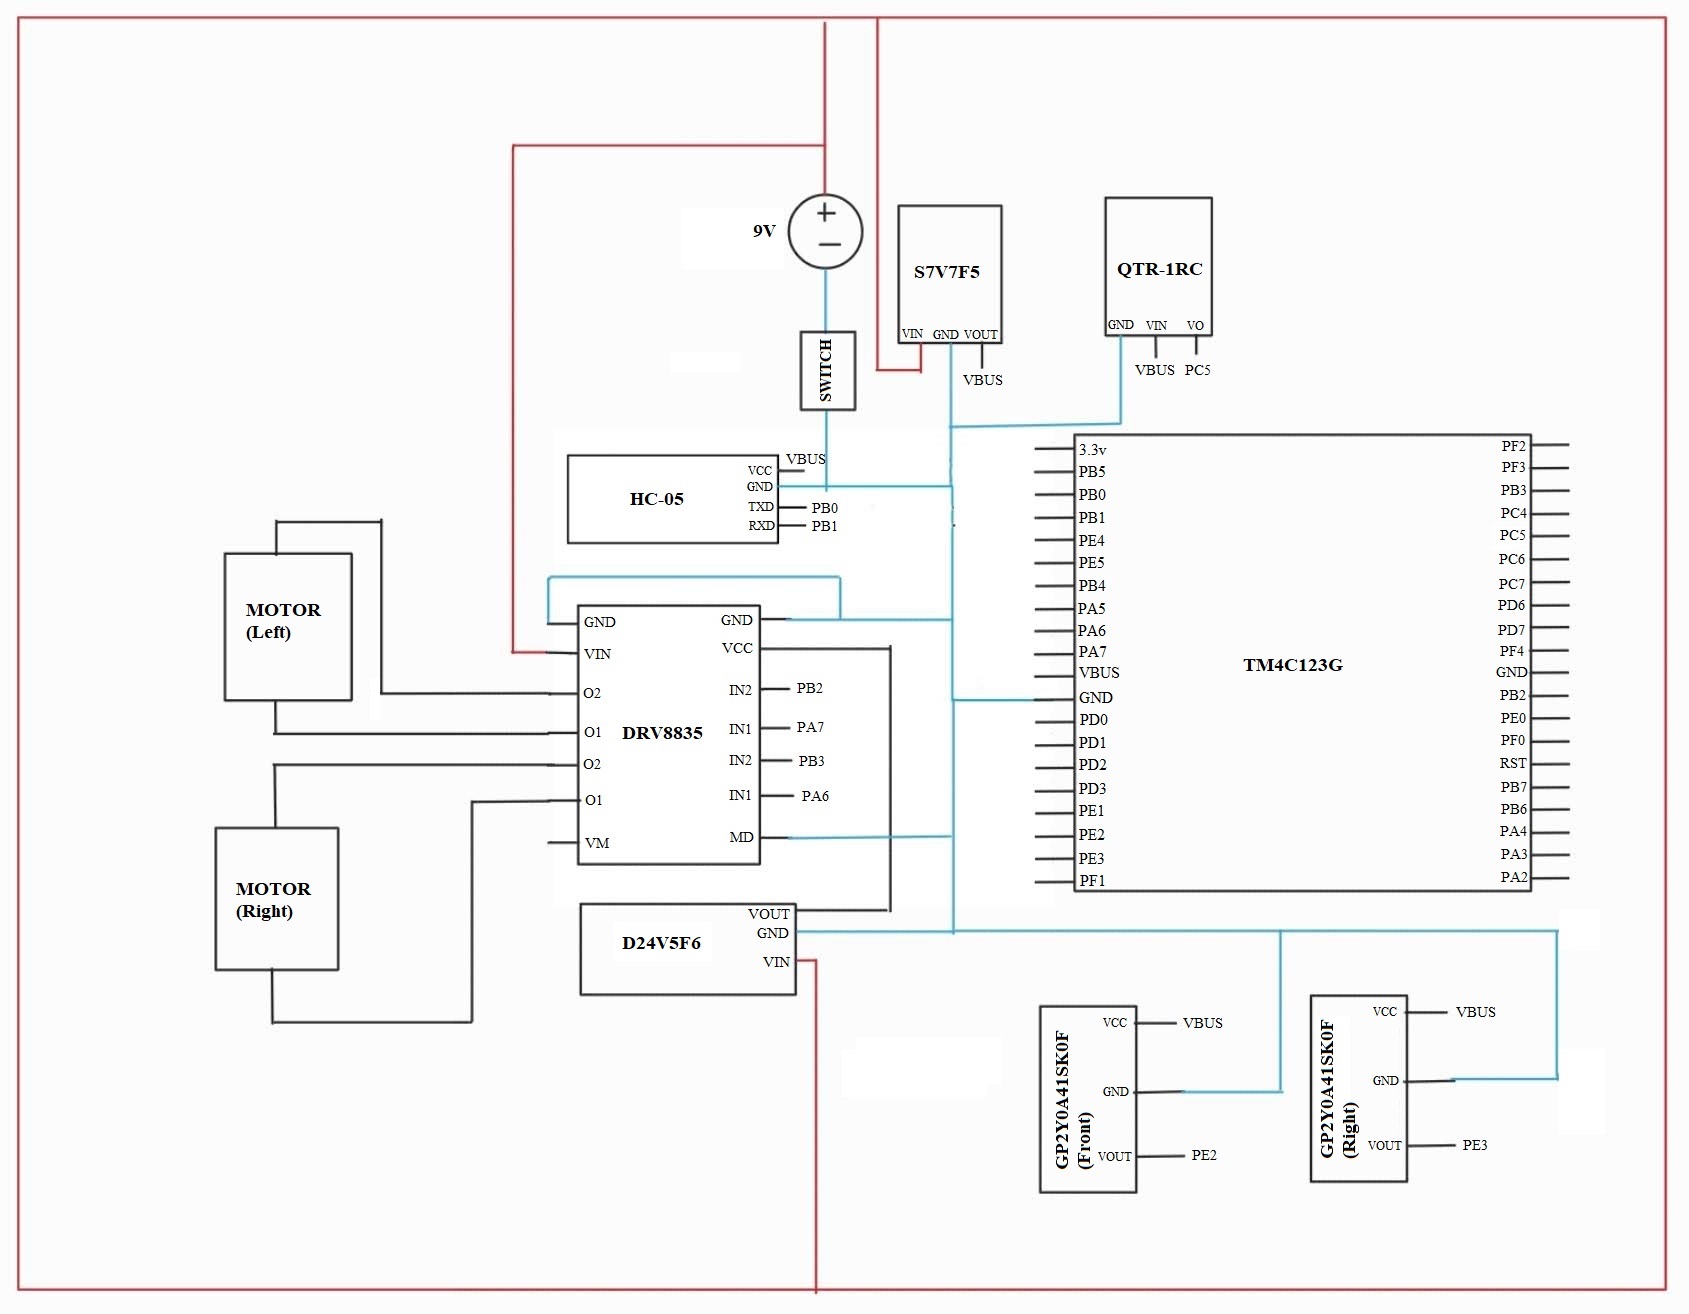 9V
S7V7F5
VIN GND VOUT
VBUS
QTR-1RC
GND VIN VO
VBUS PC5
SWITCH
HC-05
VCC VBUS
GND
TXD PB0
RXD PB1
MOTOR
(Left)
MOTOR
(Right)
DRV8835
GND
VIN
O2
O1
O2
O1
VM
GND
VCC
IN2 PB2
IN1 PA7
IN2 PB3
IN1 PA6
MD
D24V5F6
VOUT
GND
VIN
TM4C123G
3.3v
PB5
PB0
PB1
PE4
PE5
PB4
PA5
PA6
PA7
VBUS
GND
PD0
PD1
PD2
PD3
PE1
PE2
PE3
PF1
PF2
PF3
PB3
PC4
PC5
PC6
PC7
PD6
PD7
PF4
GND
PB2
PE0
PF0
RST
PB7
PB6
PA4
PA3
PA2
GP2Y0A41SK0F
(Front)
VCC VBUS
GND
VOUT PE2
GP2Y0A41SK0F
(Right)
VCC VBUS
GND
VOUT PE3